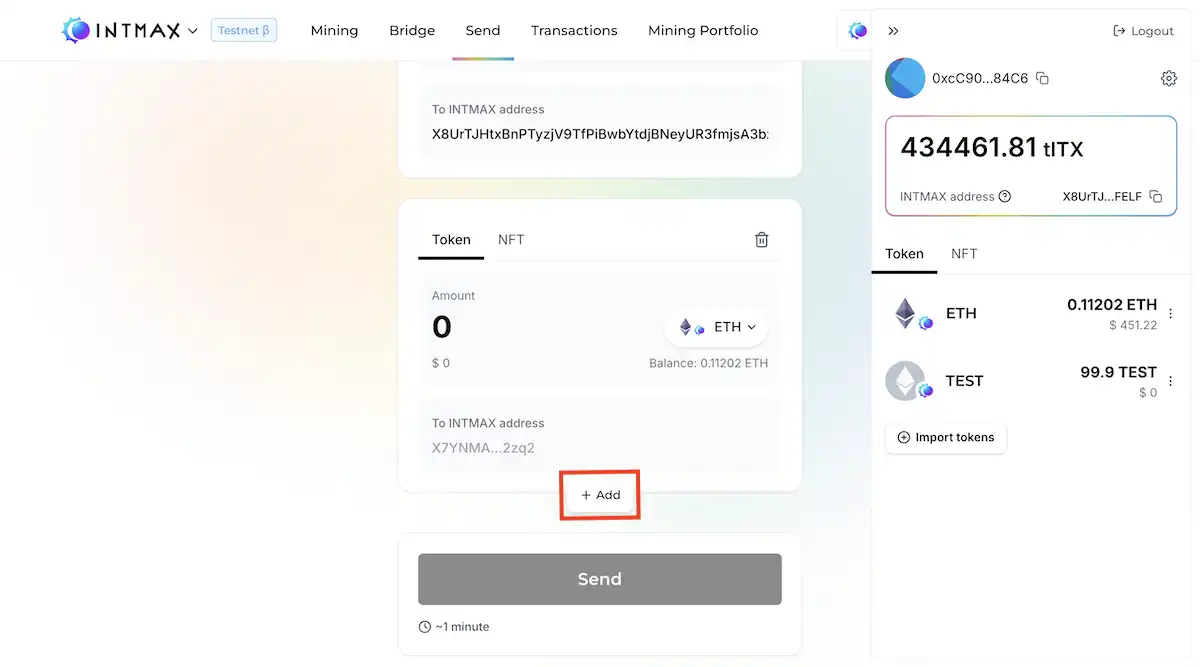 INTMAX Testnet β Mining Bridge Send Transactions Mining Portfolio
To INTMAX address
X8UrTJHtxBnPTyzjV9TfPiBwbYtdjBNeyUR3fmjsA3b
Token NFT
Amount
0
ETH
$ 0 Balance: 0.11202 ETH
To INTMAX address
X7YNMA...2zq2
+ Add
Send
~1 minute
Logout
0xcC90...84C6
434461.81 tITX
INTMAX address X8UrTJ...FELF
Token NFT
ETH 0.11202 ETH
$ 451.22
TEST 99.9 TEST
$ 0
Import tokens